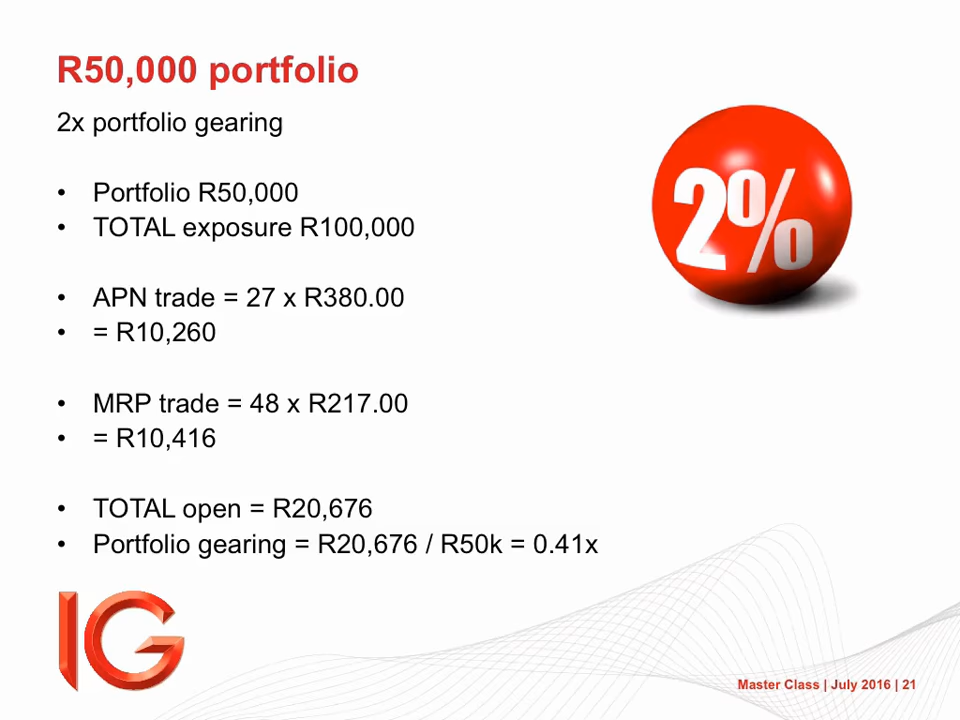 R50,000 portfolio
2x portfolio gearing
• Portfolio R50,000
• TOTAL exposure R100,000
• APN trade = 27 x R380.00
• = R10,260
• MRP trade = 48 x R217.00
• = R10,416
• TOTAL open = R20,676
• Portfolio gearing = R20,676 / R50k = 0.41x
2%
IG
Master Class | July 2016 | 21